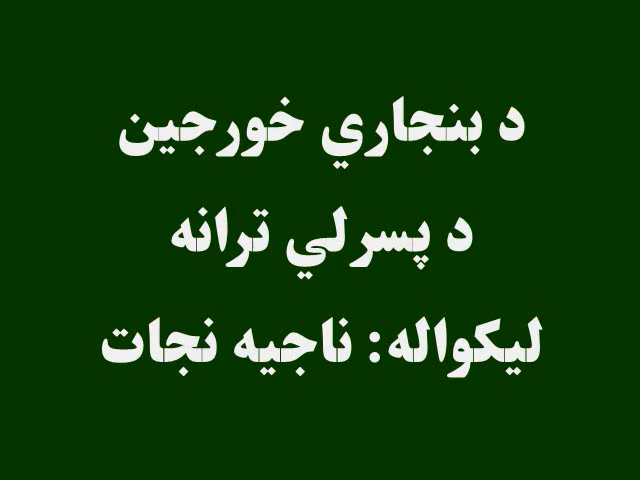 د بنجاري خورجين
د پسرلي ترانه
ليکواله: ناجيه نجات